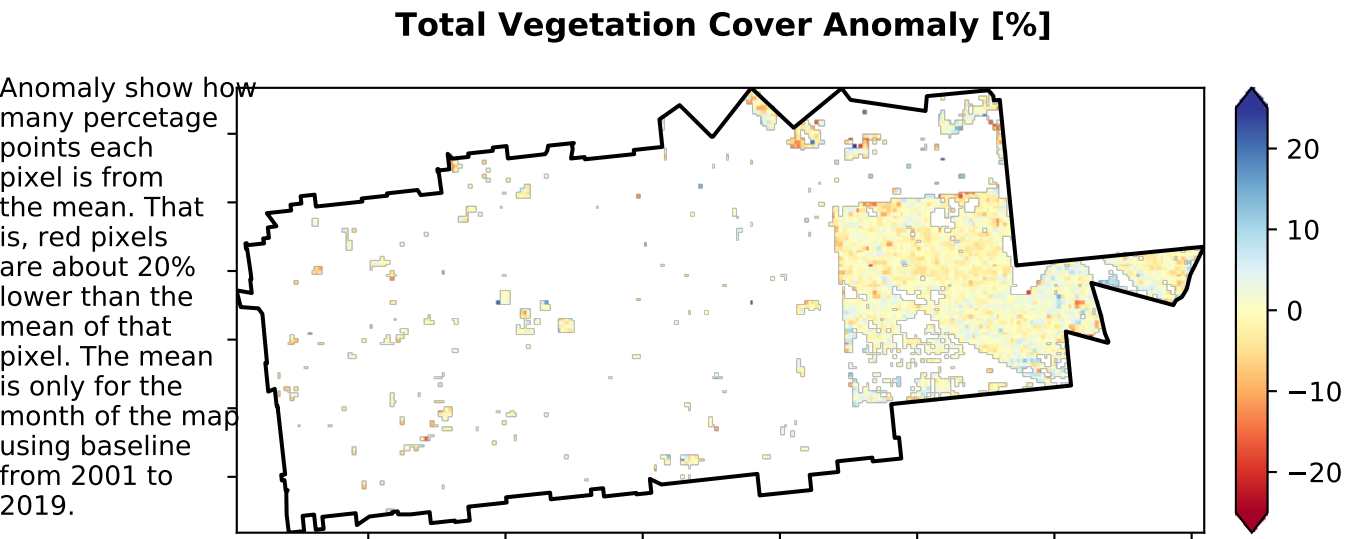 Total Vegetation Cover Anomaly [%]
Anomaly show how
many percetage
points each
pixel is from
the mean. That
is, red pixels
are about 20%
lower than the
mean of that
pixel. The mean
is only for the
month of the map
using baseline
from 2001 to
2019.
20
10
0
−10
−20